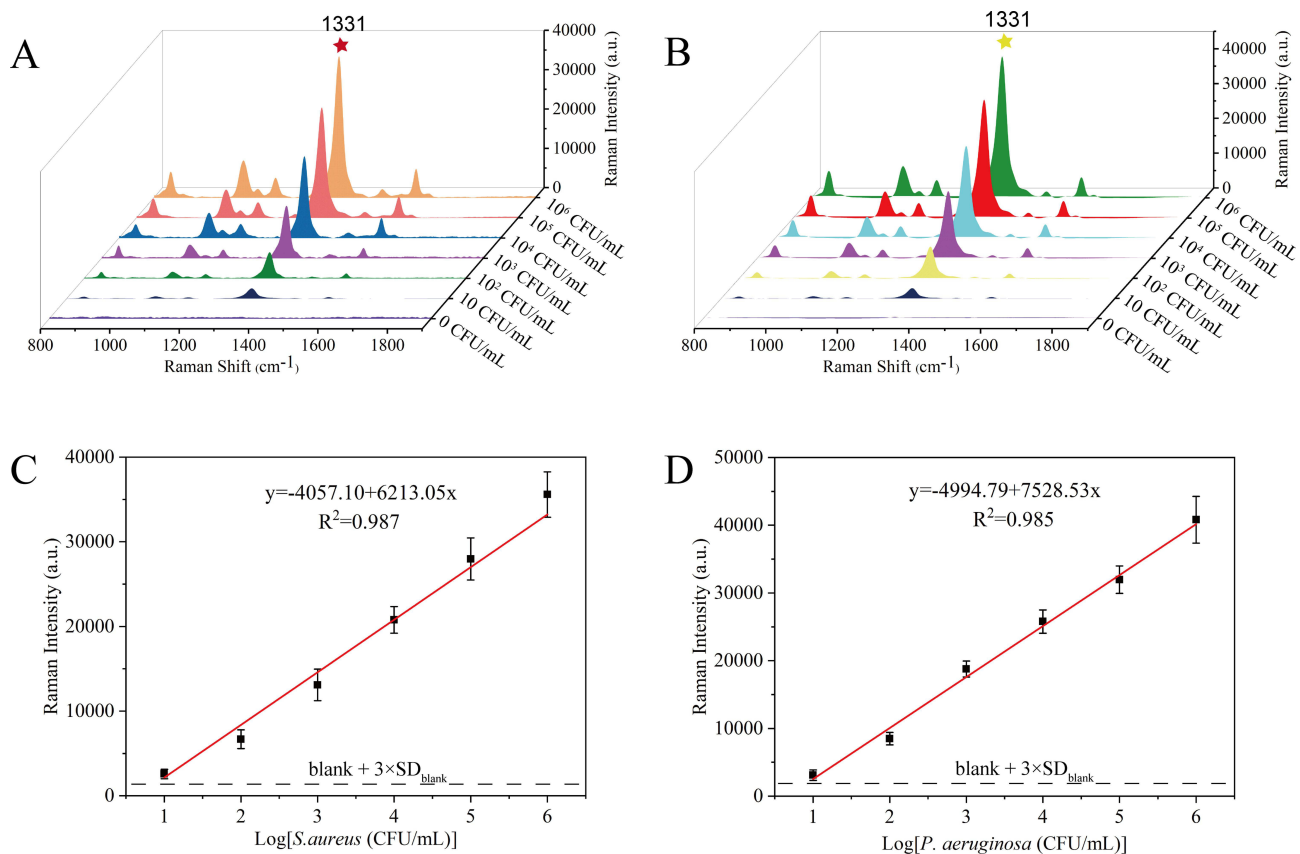 A
1331
40000
30000
20000
10000
0
Raman Intensity (a.u.)
10⁶ CFU/mL
10⁵ CFU/mL
10⁴ CFU/mL
10³ CFU/mL
10² CFU/mL
10 CFU/mL
0 CFU/mL
800 1000 1200 1400 1600 1800
Raman Shift (cm⁻¹)
B
1331
40000
30000
20000
10000
0
Raman Intensity (a.u.)
10⁶ CFU/mL
10⁵ CFU/mL
10⁴ CFU/mL
10³ CFU/mL
10² CFU/mL
10 CFU/mL
0 CFU/mL
800 1000 1200 1400 1600 1800
Raman Shift (cm⁻¹)
C
40000
30000
20000
10000
0
Raman Intensity (a.u.)
y=-4057.10+6213.05x
R²=0.987
blank + 3×SD_blank
1 2 3 4 5 6
Log[S.aureus (CFU/mL)]
D
50000
40000
30000
20000
10000
0
Raman Intensity (a.u.)
y=-4994.79+7528.53x
R²=0.985
blank + 3×SD_blank
1 2 3 4 5 6
Log[P. aeruginosa (CFU/mL)]